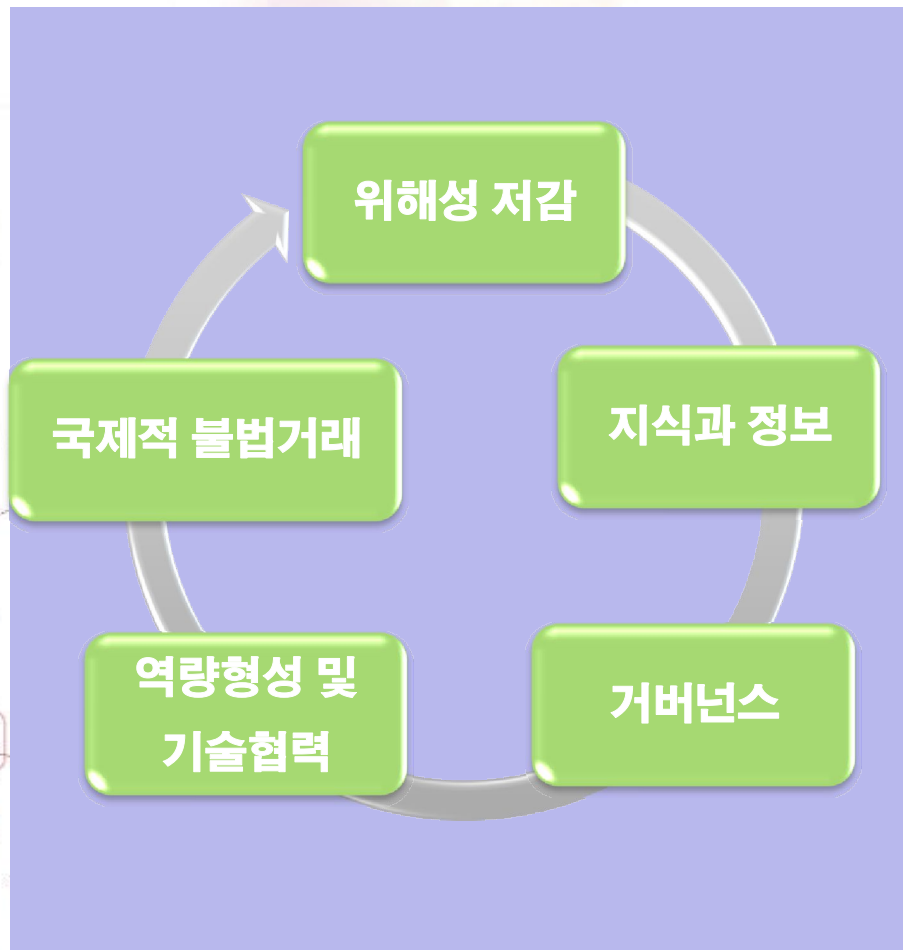 위해성 저감
지식과 정보
거버넌스
역량형성 및
기술협력
국제적 불법거래